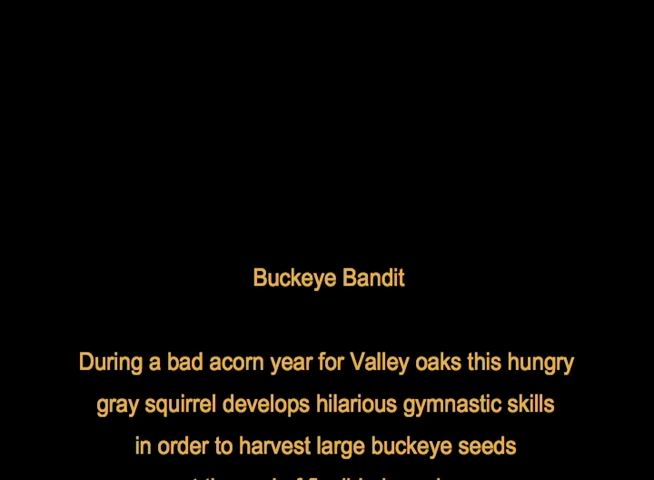 Buckeye Bandit
During a bad acorn year for Valley oaks this hungry
gray squirrel develops hilarious gymnastic skills
in order to harvest large buckeye seeds